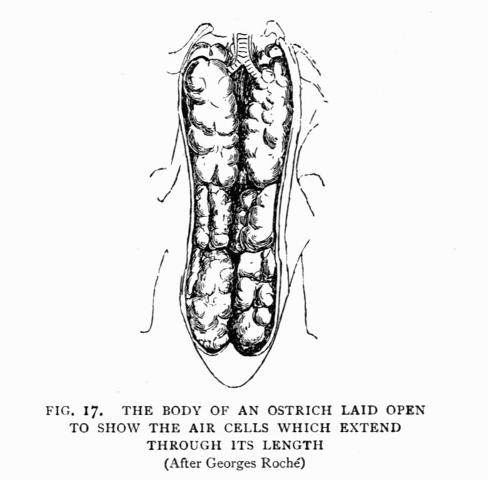 FIG. 17. THE BODY OF AN OSTRICH LAID OPEN
TO SHOW THE AIR CELLS WHICH EXTEND
THROUGH ITS LENGTH
(After Georges Roché)